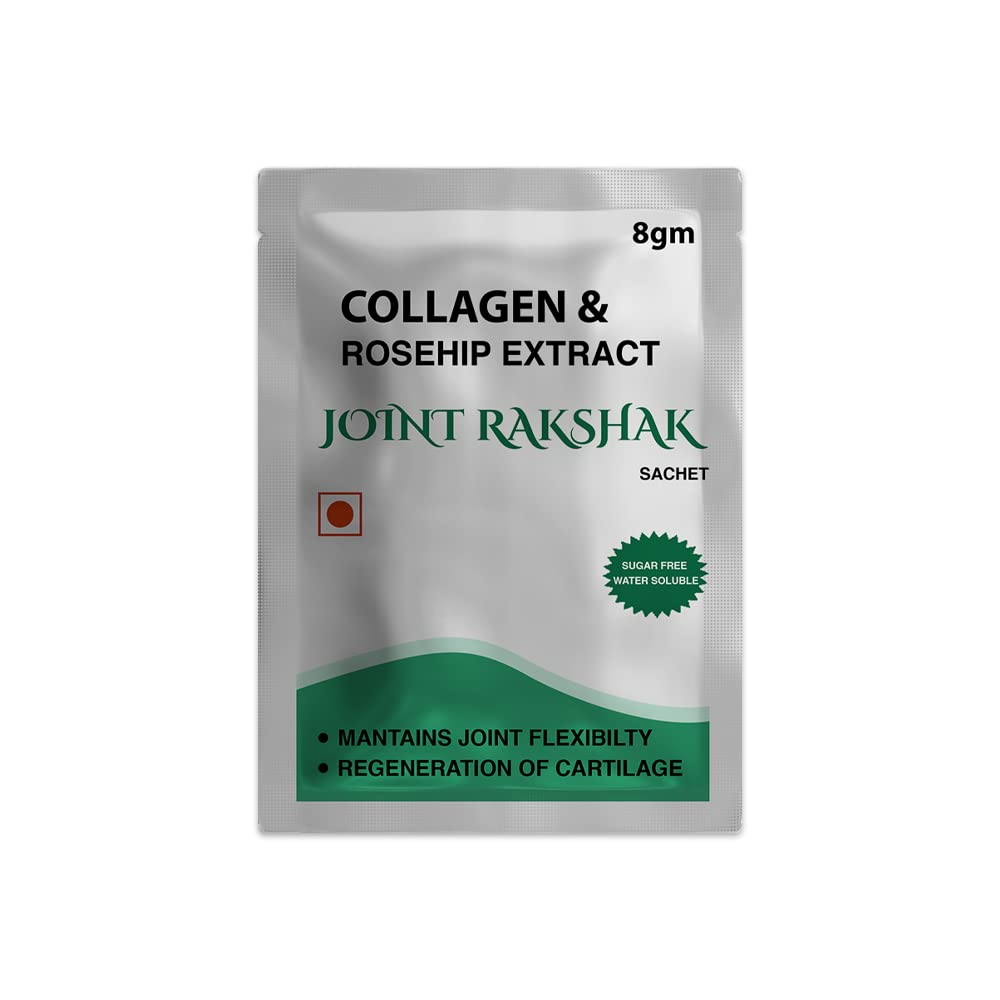 8gm
COLLAGEN &
ROSEHIP EXTRACT
JOINT RAKSHAK
SACHET
SUGAR FREE
WATER SOLUBLE
• MANTAINS JOINT FLEXIBILTY
• REGENERATION OF CARTILAGE